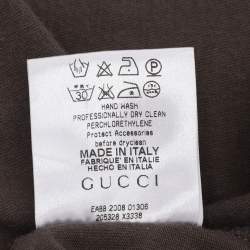 P
30
HAND WASH
PROFESSIONALLY DRY CLEAN
PERCHLORETHYLENE
Protect Accessories
before dryclean
MADE IN ITALY
FABRIQUE' EN ITALIE
HECHO EN ITALIA
GUCCI
EA88 2008 01306
205328 X3338